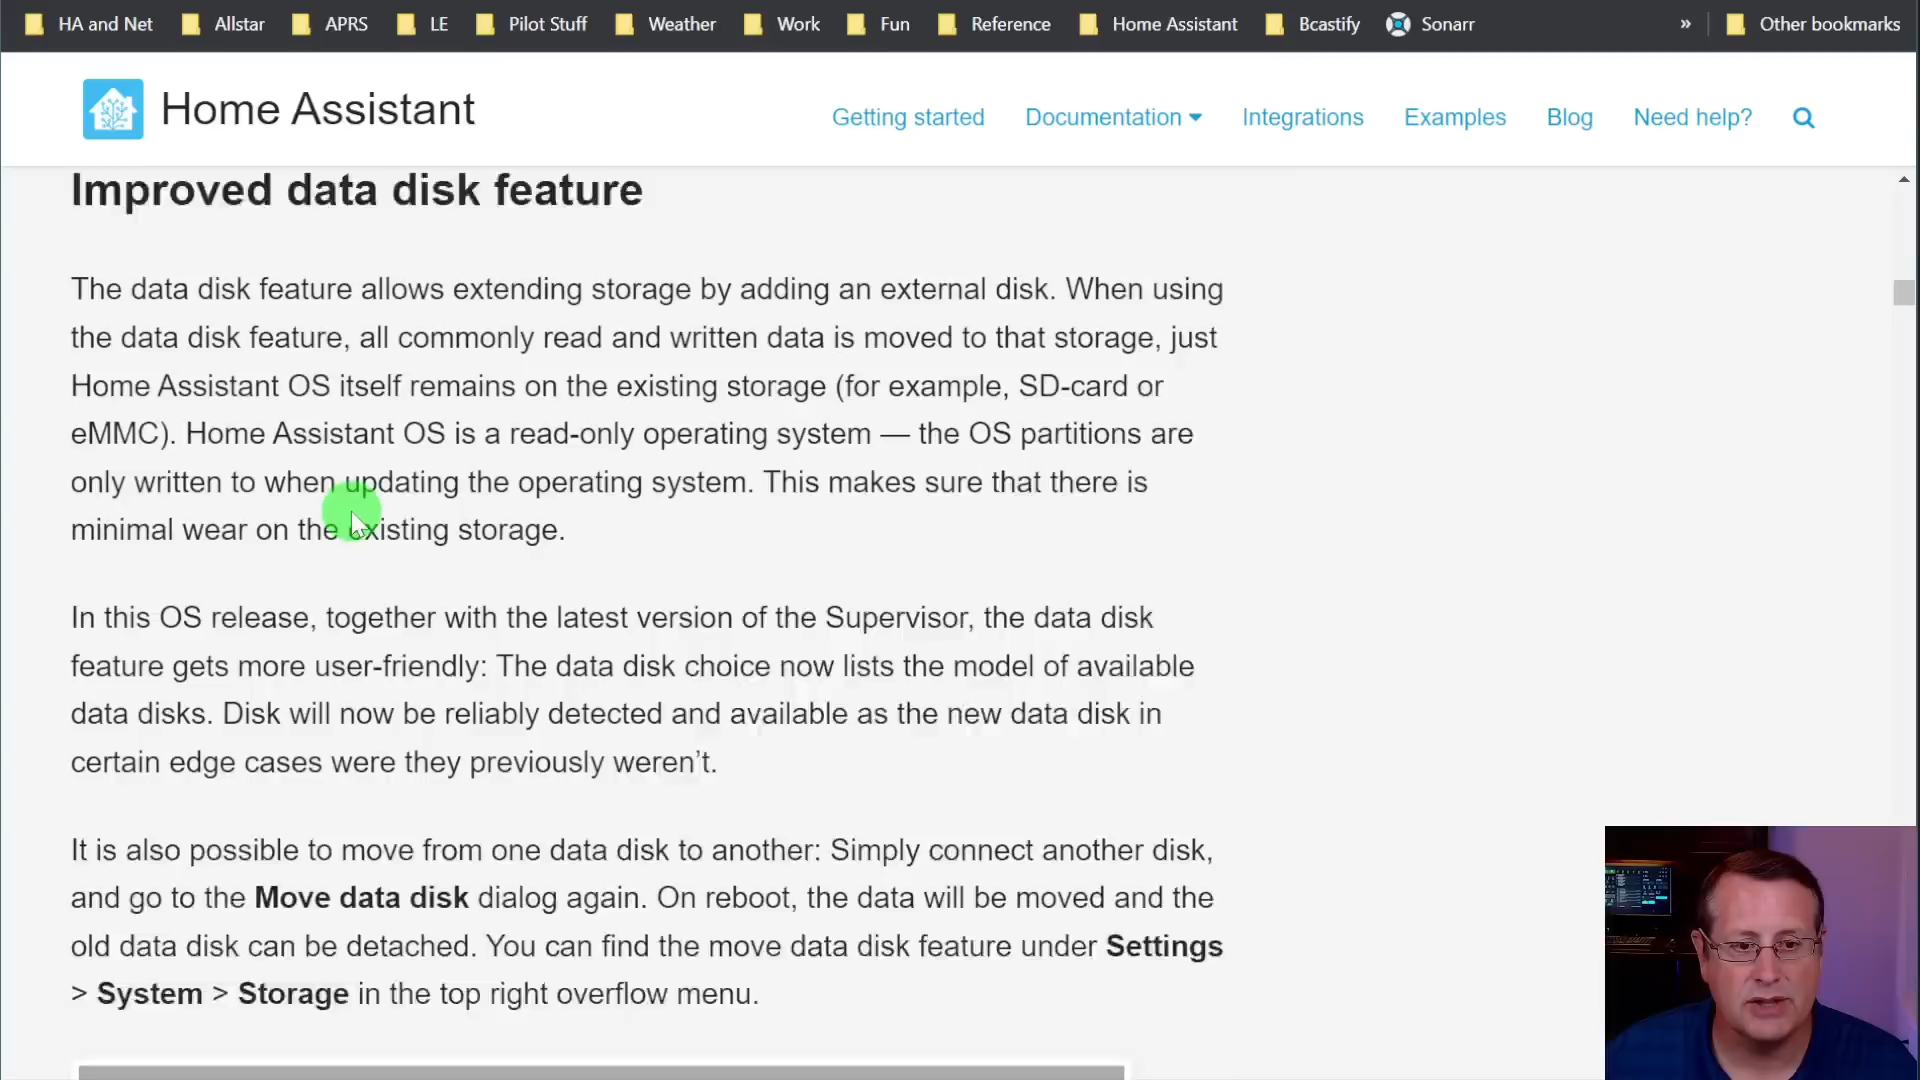 HA and Net Allstar APRS LE Pilot Stuff Weather Work Fun Reference Home Assistant Bcastify Sonarr » Other bookmarks
Home Assistant
Getting started Documentation Integrations Examples Blog Need help?
Improved data disk feature
The data disk feature allows extending storage by adding an external disk. When using
the data disk feature, all commonly read and written data is moved to that storage, just
Home Assistant OS itself remains on the existing storage (for example, SD-card or
eMMC). Home Assistant OS is a read-only operating system — the OS partitions are
only written to when updating the operating system. This makes sure that there is
minimal wear on the existing storage.
In this OS release, together with the latest version of the Supervisor, the data disk
feature gets more user-friendly: The data disk choice now lists the model of available
data disks. Disk will now be reliably detected and available as the new data disk in
certain edge cases were they previously weren’t.
It is also possible to move from one data disk to another: Simply connect another disk,
and go to the Move data disk dialog again. On reboot, the data will be moved and the
old data disk can be detached. You can find the move data disk feature under Settings
> System > Storage in the top right overflow menu.